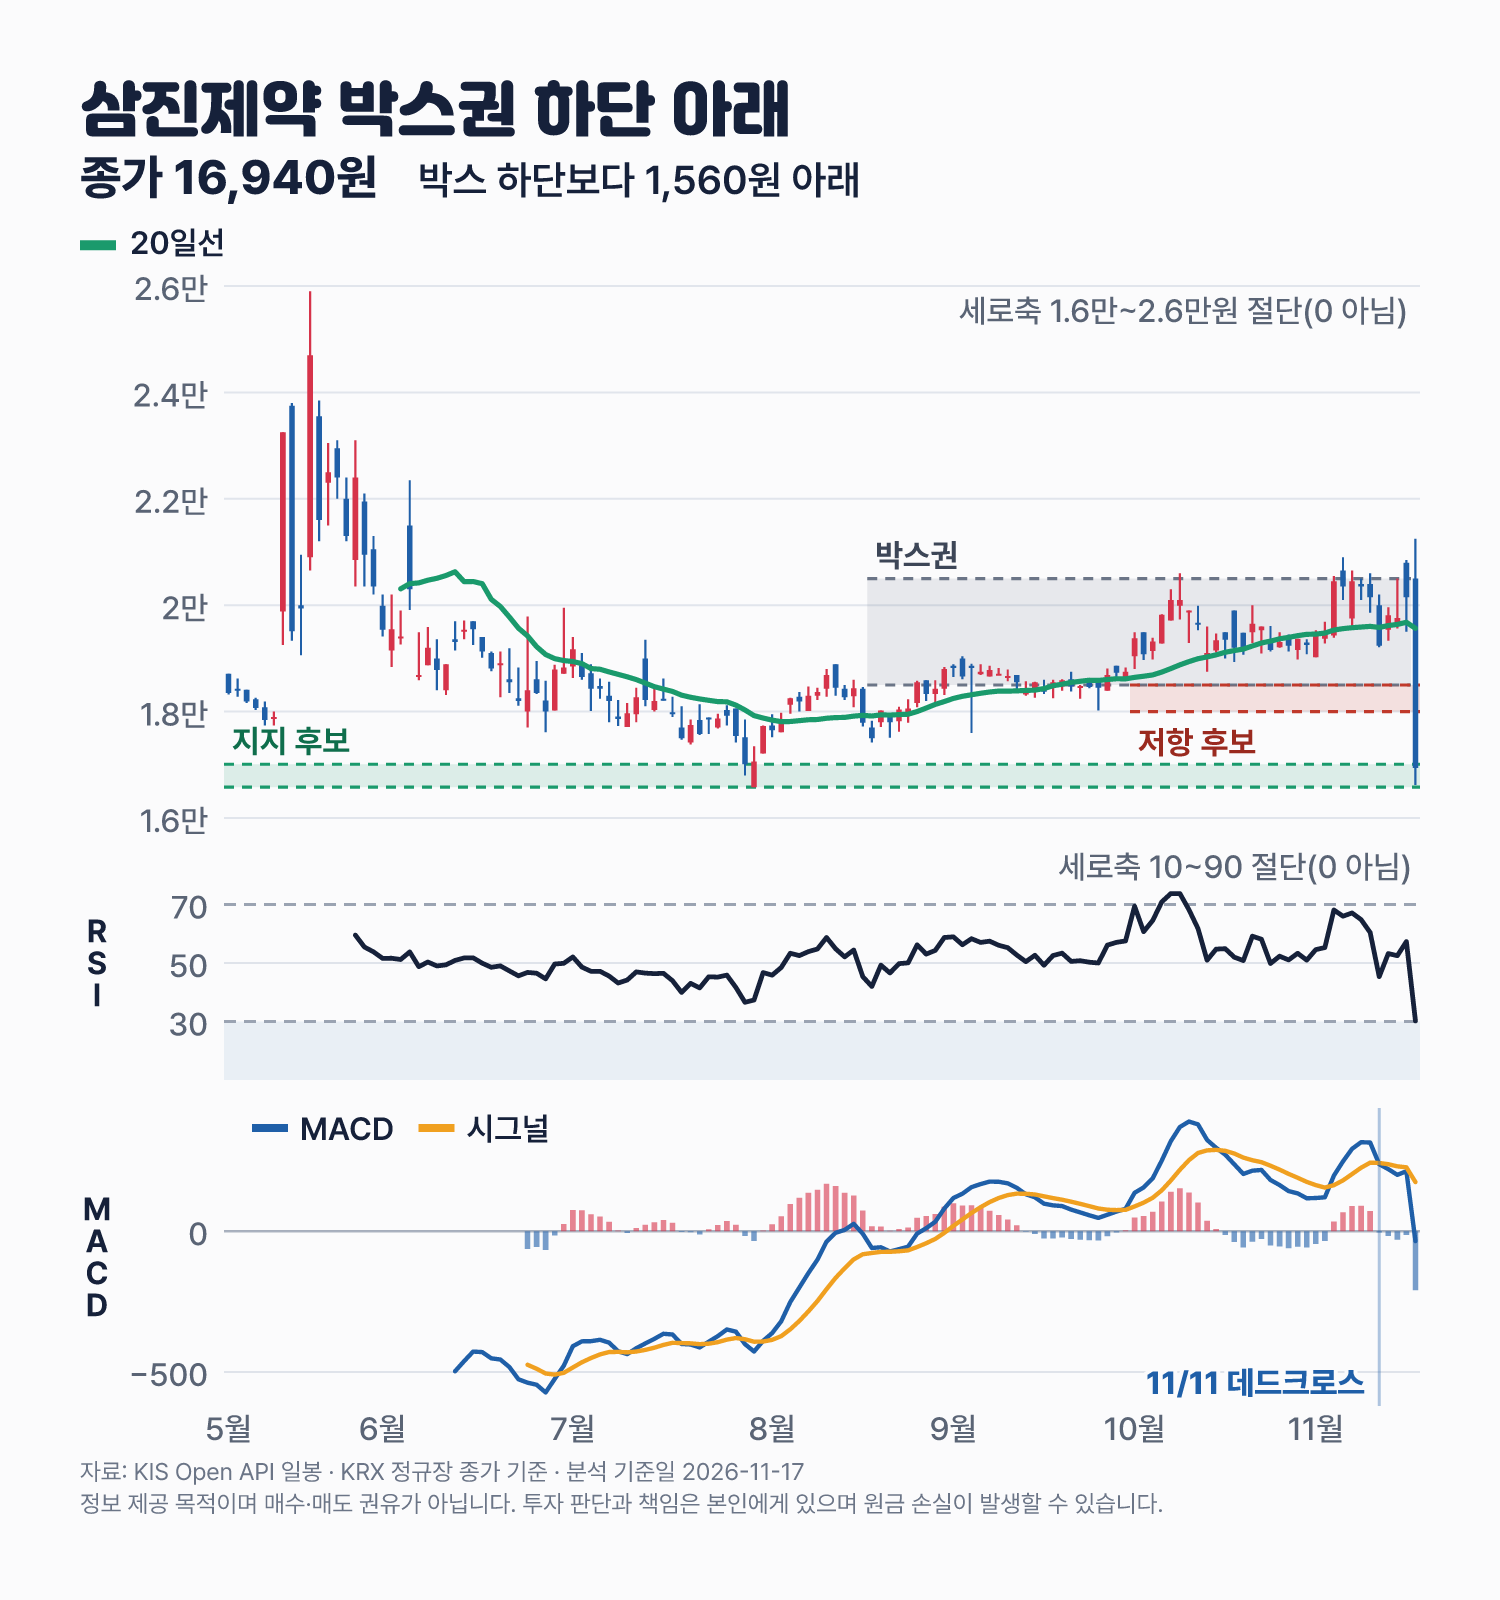 삼진제약 박스권 하단 아래
종가 16,940원 박스 하단보다 1,560원 아래
20일선
세로축 1.6만~2.6만원 절단(0 아님)
2.6만
2.4만
2.2만
2만
1.8만
1.6만
박스권
지지 후보
저항 후보
세로축 10~90 절단(0 아님)
RSI
70
50
30
MACD 시그널
MACD
0
−500
11/11 데드크로스
5월 6월 7월 8월 9월 10월 11월
자료: KIS Open API 일봉 · KRX 정규장 종가 기준 · 분석 기준일 2026-11-17
정보 제공 목적이며 매수·매도 권유가 아닙니다. 투자 판단과 책임은 본인에게 있으며 원금 손실이 발생할 수 있습니다.